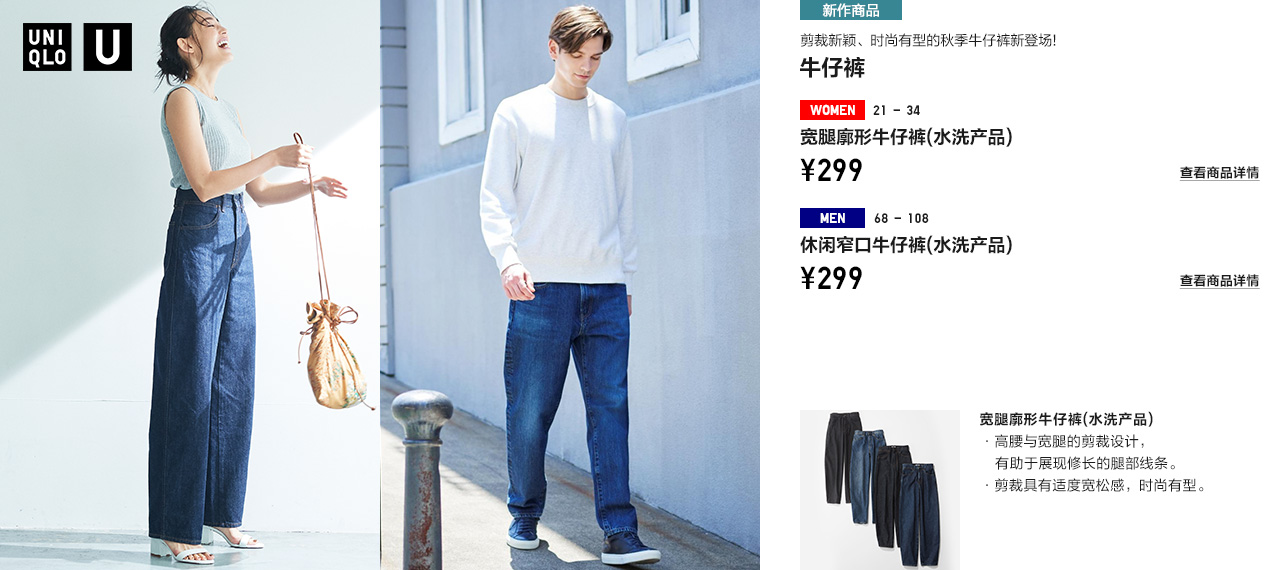 UNI
QLO
U
新作商品
剪裁新颖、时尚有型的秋季牛仔裤新登场!
牛仔裤
WOMEN 21 - 34
宽腿廓形牛仔裤(水洗产品)
¥299
查看商品详情
MEN 68 - 108
休闲窄口牛仔裤(水洗产品)
¥299
查看商品详情
宽腿廓形牛仔裤(水洗产品)
· 高腰与宽腿的剪裁设计，
有助于展现修长的腿部线条。
· 剪裁具有适度宽松感，时尚有型。